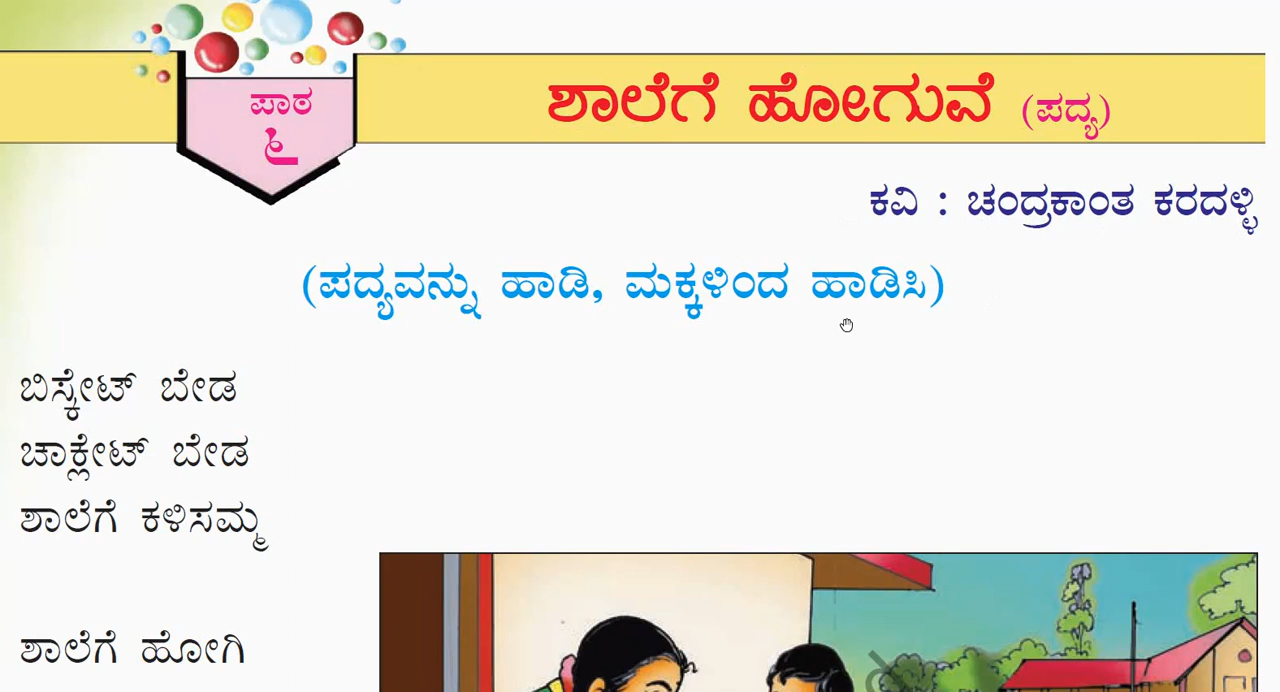 ಪಾಠ
೬
ಶಾಲೆಗೆ ಹೋಗುವೆ (ಪದ್ಯ)
ಕವಿ : ಚಂದ್ರಕಾಂತ ಕರದಳ್ಳಿ
(ಪದ್ಯವನ್ನು ಹಾಡಿ, ಮಕ್ಕಳಿಂದ ಹಾಡಿಸಿ)
ಬಿಸ್ಕೇಟ್ ಬೇಡ
ಚಾಕ್ಲೇಟ್ ಬೇಡ
ಶಾಲೆಗೆ ಕಳಿಸಮ್ಮ
ಶಾಲೆಗೆ ಹೋಗಿ